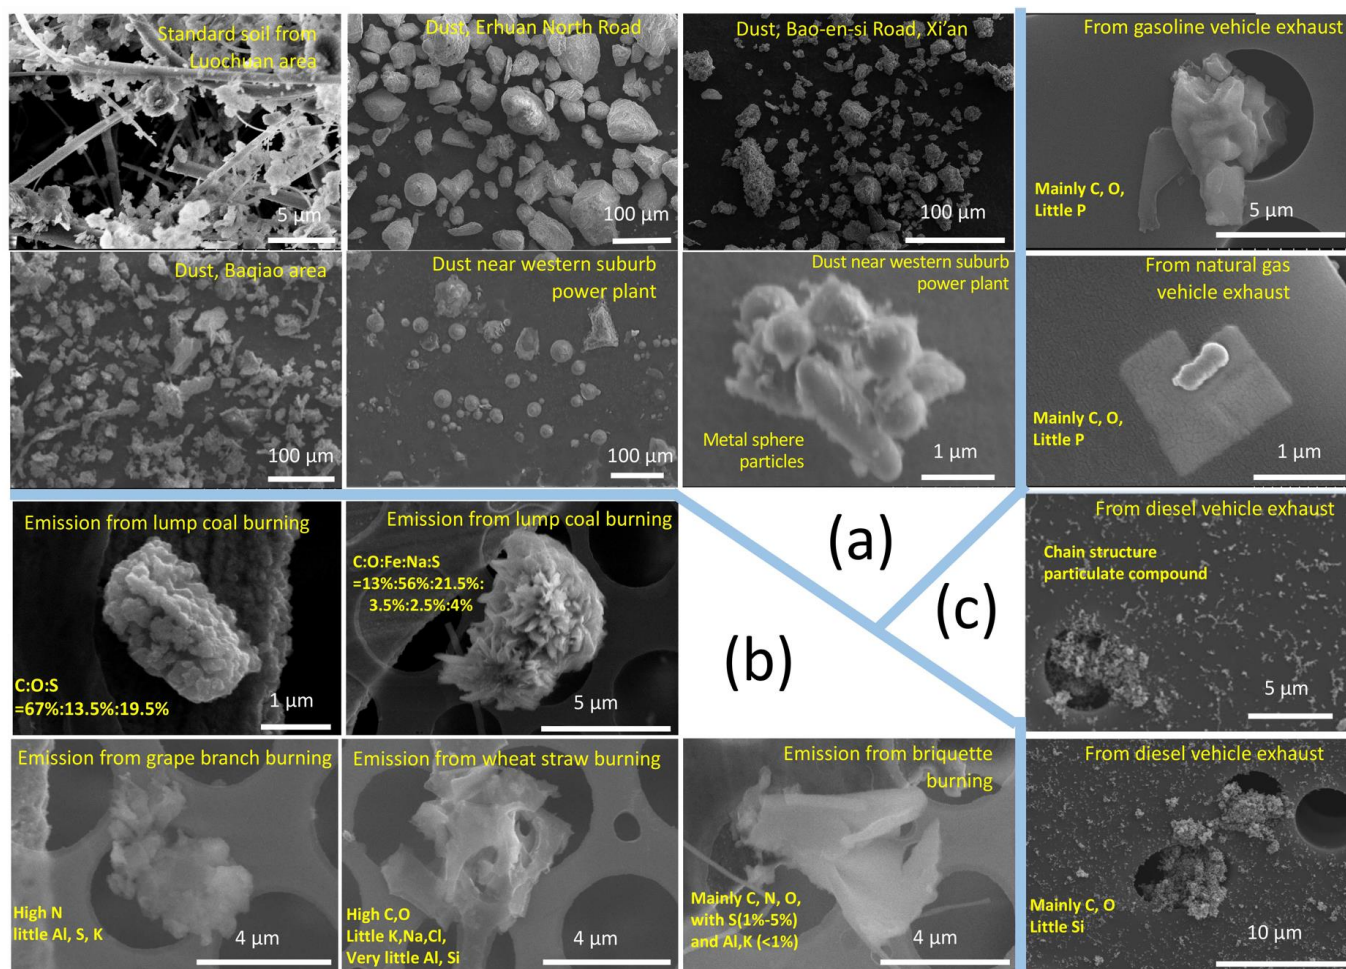 Standard soil from
Luochuan area
5 μm
Dust, Erhuan North Road
100 μm
Dust, Bao-en-si Road, Xi'an
100 μm
From gasoline vehicle exhaust
Mainly C, O,
Little P
5 μm
Dust, Baqiao area
100 μm
Dust near western suburb
power plant
100 μm
Dust near western suburb
power plant
Metal sphere
particles
1 μm
From natural gas
vehicle exhaust
Mainly C, O,
Little P
1 μm
Emission from lump coal burning
C:O:S
=67%:13.5%:19.5%
1 μm
Emission from lump coal burning
C:O:Fe:Na:S
=13%:56%:21.5%:
3.5%:2.5%:4%
5 μm
(a)
(b)
(c)
From diesel vehicle exhaust
Chain structure
particulate compound
5 μm
Emission from grape branch burning
High N
little Al, S, K
4 μm
Emission from wheat straw burning
High C,O
Little K,Na,Cl,
Very little Al, Si
4 μm
Emission from briquette
burning
Mainly C, N, O,
with S(1%-5%)
and Al,K (<1%)
4 μm
From diesel vehicle exhaust
Mainly C, O
Little Si
10 μm